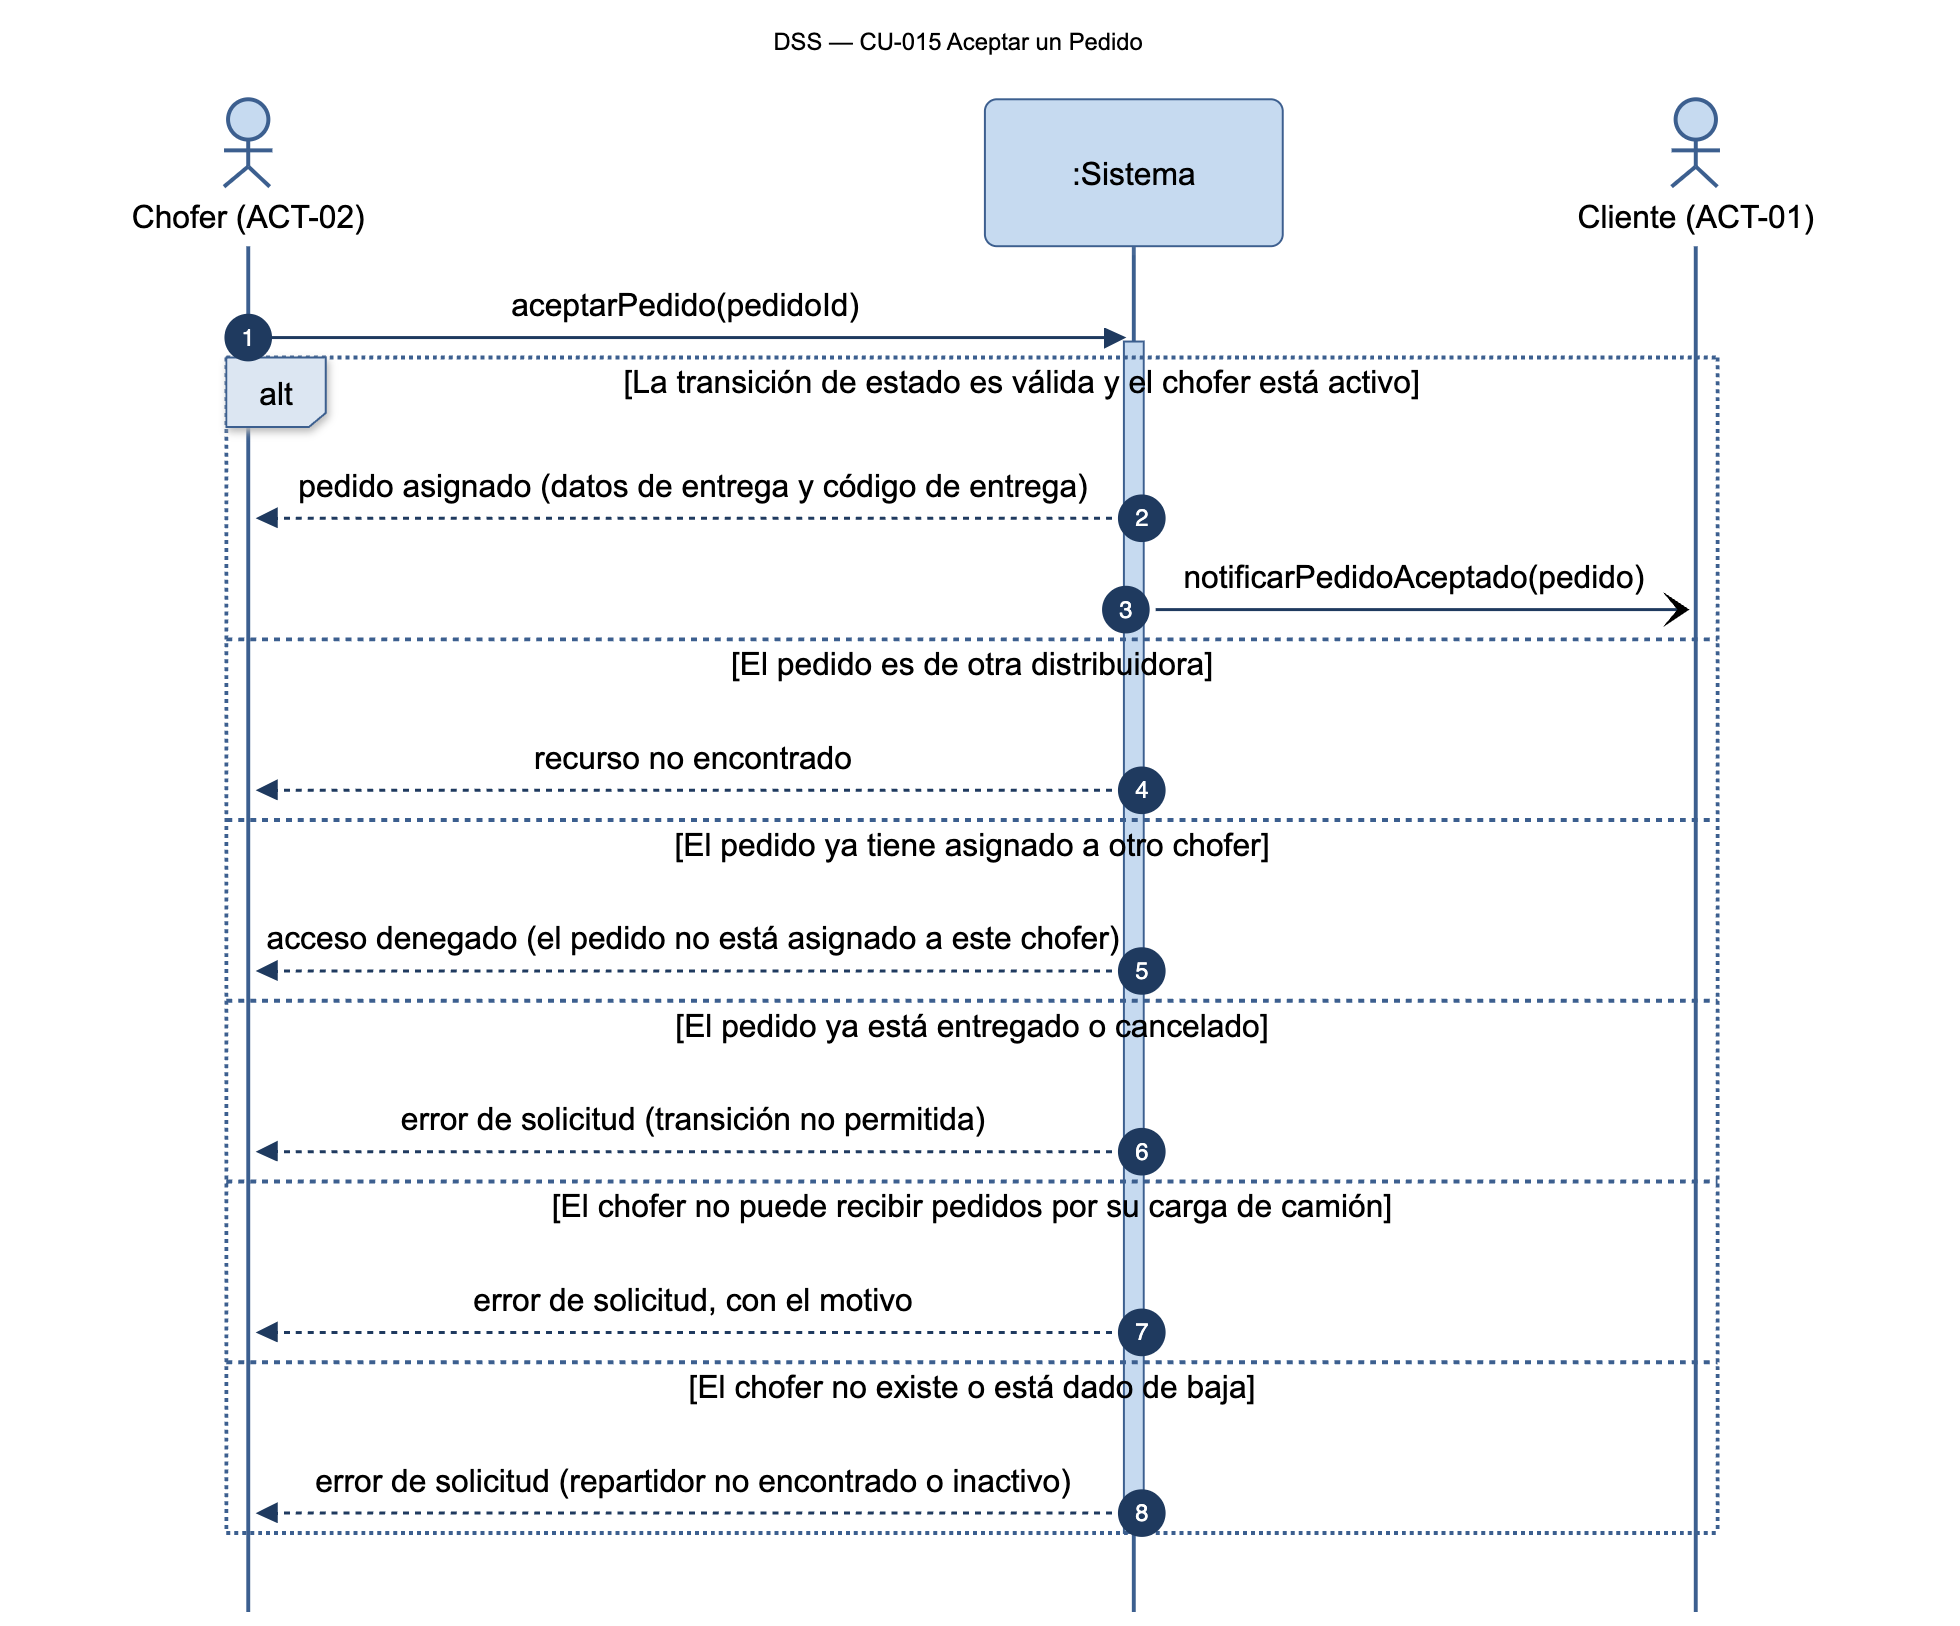 DSS — CU-015 Aceptar un Pedido
:Sistema
Chofer (ACT-02)
Cliente (ACT-01)
aceptarPedido(pedidoId)
1
alt
[La transición de estado es válida y el chofer está activo]
pedido asignado (datos de entrega y código de entrega)
2
notificarPedidoAceptado(pedido)
3
[El pedido es de otra distribuidora]
recurso no encontrado
4
[El pedido ya tiene asignado a otro chofer]
acceso denegado (el pedido no está asignado a este chofer)
5
[El pedido ya está entregado o cancelado]
error de solicitud (transición no permitida)
6
[El chofer no puede recibir pedidos por su carga de camión]
error de solicitud, con el motivo
7
[El chofer no existe o está dado de baja]
error de solicitud (repartidor no encontrado o inactivo)
8